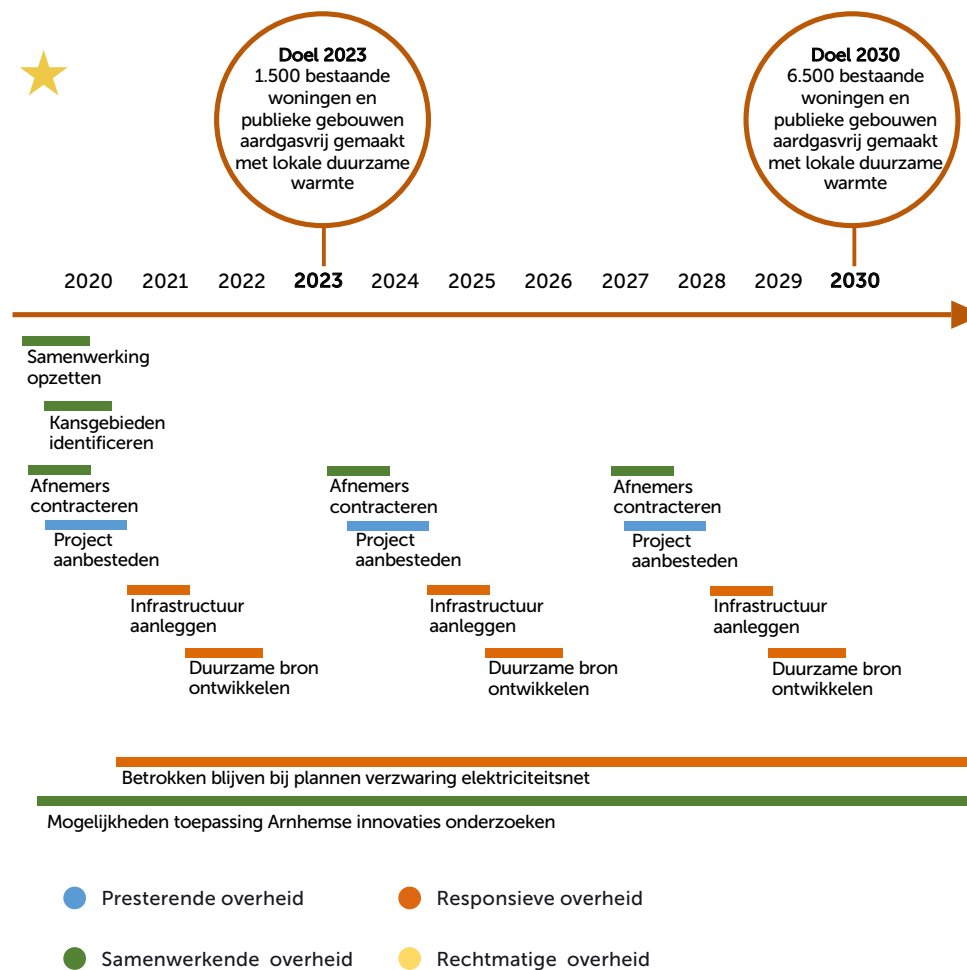 Doel 2023
1.500 bestaande
woningen en
publieke gebouwen
aardgasvrij gemaakt
met lokale duurzame
warmte
Doel 2030
6.500 bestaande
woningen en
publieke gebouwen
aardgasvrij gemaakt
met lokale duurzame
warmte
2020 2021 2022 2023 2024 2025 2026 2027 2028 2029 2030
Samenwerking
opzetten
Kansgebieden
identificeren
Afnemers
contracteren
Afnemers
contracteren
Afnemers
contracteren
Project
aanbesteden
Project
aanbesteden
Project
aanbesteden
Infrastructuur
aanleggen
Infrastructuur
aanleggen
Infrastructuur
aanleggen
Duurzame bron
ontwikkelen
Duurzame bron
ontwikkelen
Duurzame bron
ontwikkelen
Betrokken blijven bij plannen verzwaring elektriciteitsnet
Mogelijkheden toepassing Arnhemse innovaties onderzoeken
Presterende overheid
Responsieve overheid
Samenwerkende overheid
Rechtmatige overheid